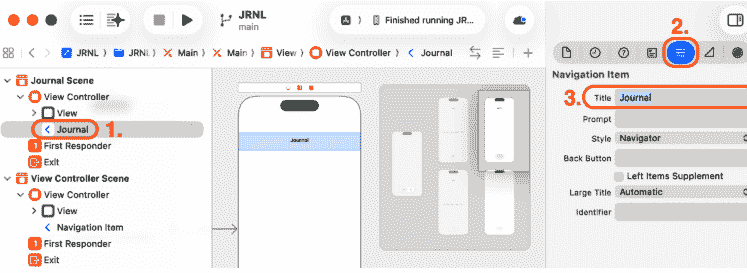 JRNL
main
Finished running JR...
2.
JRNL
JRNL
Main
Main
View
View Controller
Journal
Journal Scene
View Controller
View
Journal
1.
First Responder
Exit
View Controller Scene
View Controller
View
Navigation Item
First Responder
Exit
Journal
Navigation Item
3.
Title
Journal
Prompt
Style
Navigator
Back Button
Left Items Supplement
Large Title
Automatic
Identifier